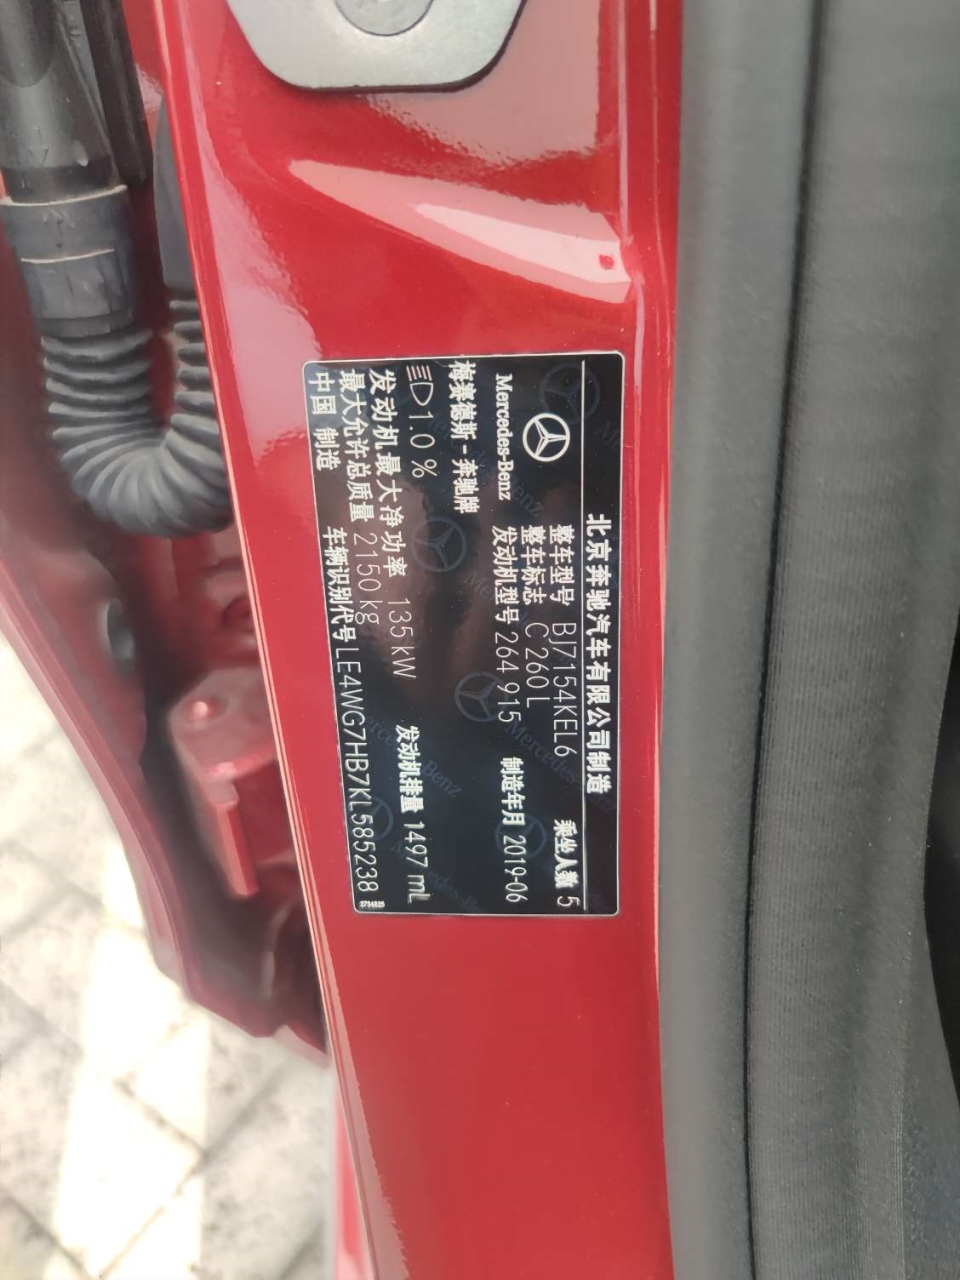 北京奔驰汽车有限公司制造
Mercedes-Benz
整车型号 BJ7154KEL6 乘坐人数 5
整车标志 C 260 L
发动机型号 264 915 制造年月 2019-06
梅赛德斯-奔驰牌
1.0 %
发动机最大净功率 135 kW 发动机排量 1497 mL
最大允许总质量 2150 kg
中国 制造 车辆识别代号 LE4WG7HB7KL585238